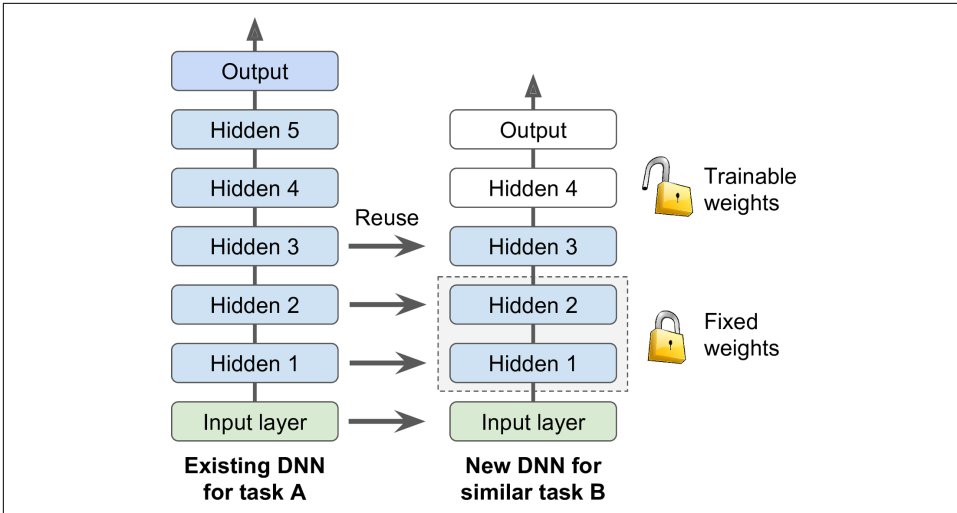 Output
Hidden 5
Hidden 4
Hidden 3
Hidden 2
Hidden 1
Input layer
Existing DNN
for task A
Reuse
Output
Hidden 4
Hidden 3
Hidden 2
Hidden 1
Input layer
New DNN for
similar task B
Trainable
weights
Fixed
weights